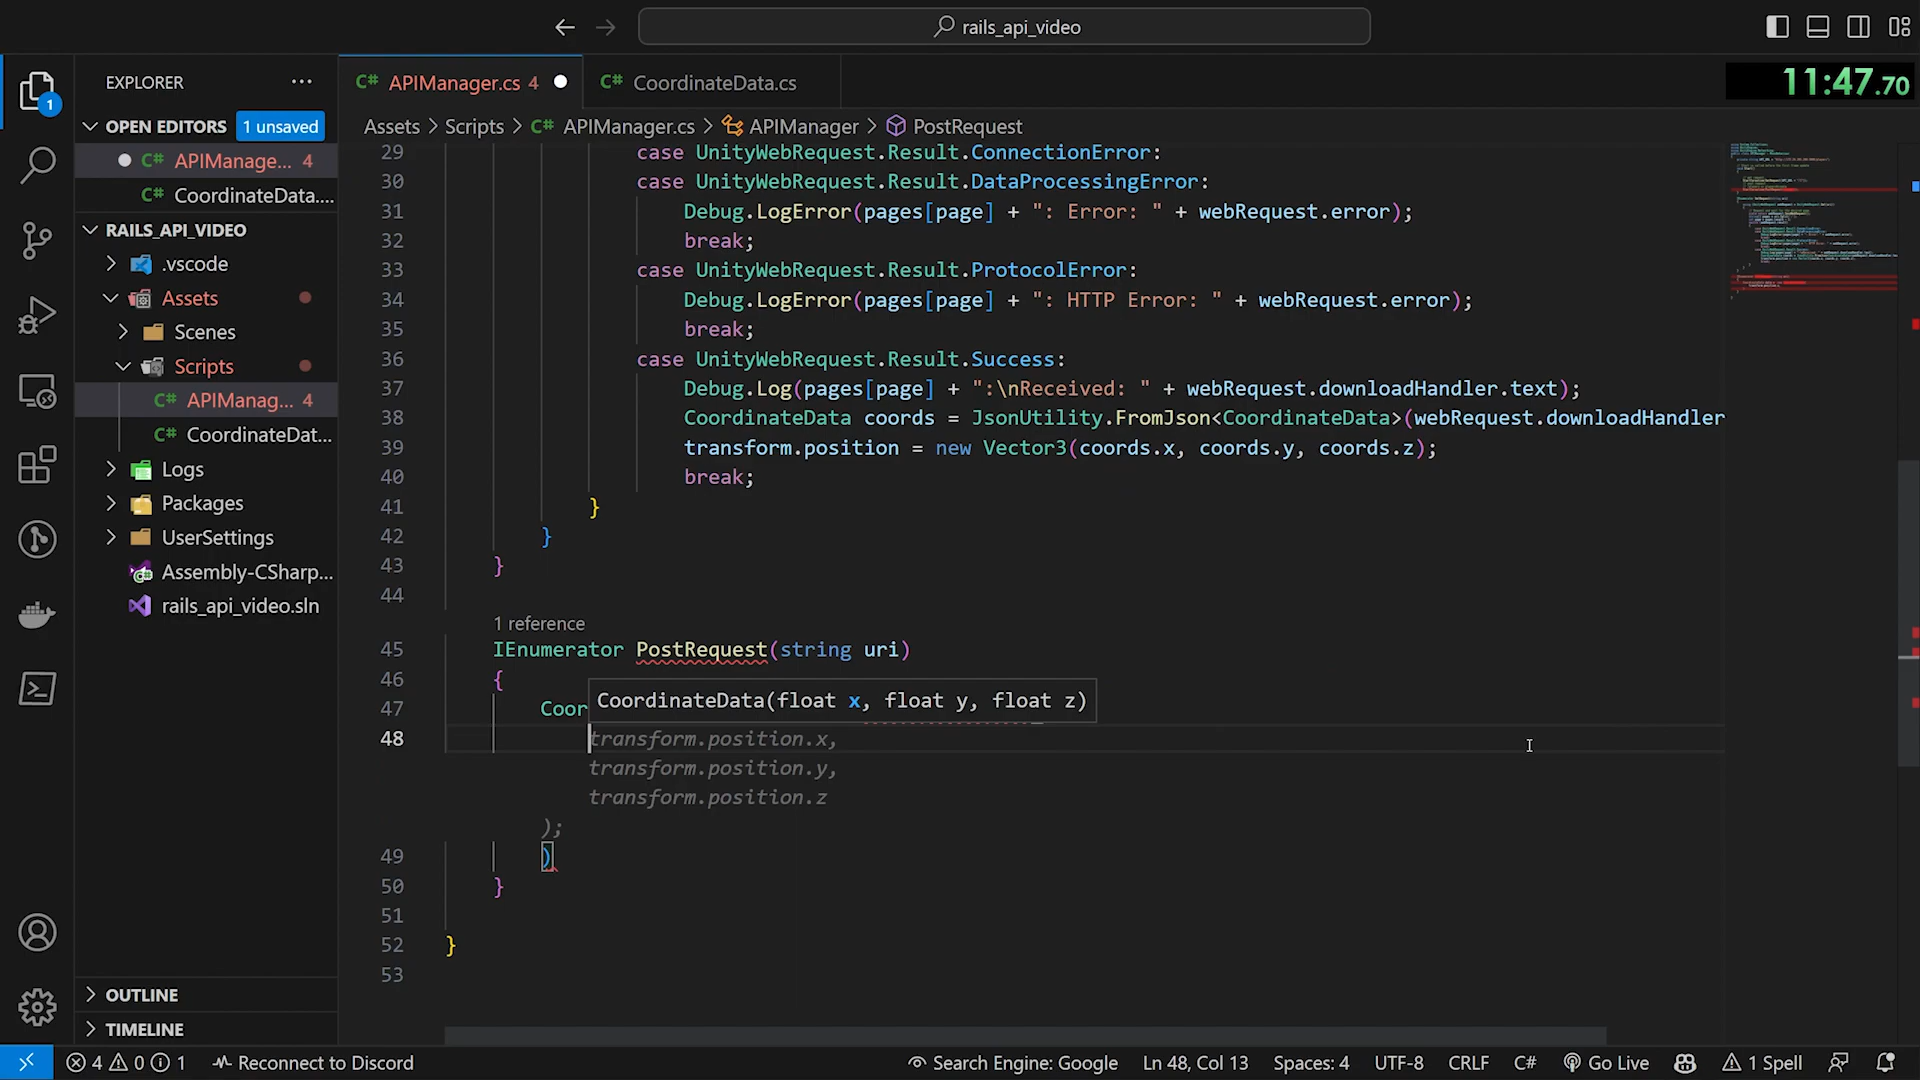 rails_api_video
EXPLORER
C# APIManager.cs 4
C# CoordinateData.cs
11:47.70
OPEN EDITORS 1 unsaved
C# APIManage... 4
C# CoordinateData....
RAILS_API_VIDEO
.vscode
Assets
Scenes
Scripts
C# APIManag... 4
C# CoordinateDat...
Logs
Packages
UserSettings
Assembly-CSharp...
rails_api_video.sln
OUTLINE
TIMELINE
1
Assets > Scripts > C# APIManager.cs > APIManager > PostRequest
29 case UnityWebRequest.Result.ConnectionError:
30 case UnityWebRequest.Result.DataProcessingError:
31 Debug.LogError(pages[page] + ": Error: " + webRequest.error);
32 break;
33 case UnityWebRequest.Result.ProtocolError:
34 Debug.LogError(pages[page] + ": HTTP Error: " + webRequest.error);
35 break;
36 case UnityWebRequest.Result.Success:
37 Debug.Log(pages[page] + ":\nReceived: " + webRequest.downloadHandler.text);
38 CoordinateData coords = JsonUtility.FromJson<CoordinateData>(webRequest.downloadHandler
39 transform.position = new Vector3(coords.x, coords.y, coords.z);
40 break;
41 }
42 }
43 }
44
1 reference
45 IEnumerator PostRequest(string uri)
46 {
CoordinateData(float x, float y, float z)
47 Coor
48 transform.position.x,
transform.position.y,
transform.position.z
);
49 )
50 }
51
52 }
53
4 0 1 Reconnect to Discord Search Engine: Google Ln 48, Col 13 Spaces: 4 UTF-8 CRLF C# Go Live 1 Spell